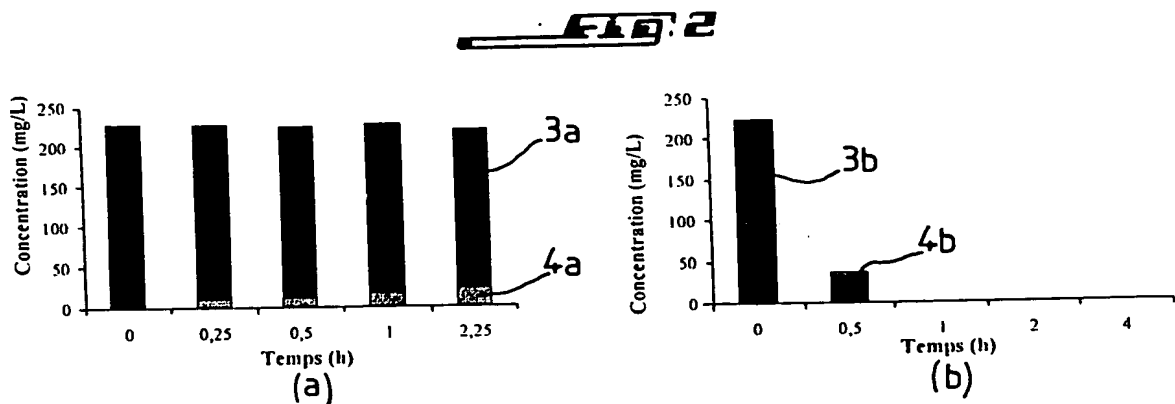 Fig. 2
Concentration (mg/L)
250
200
150
100
50
0
0 0,25 0,5 1 2,25
Temps (h)
(a)
3a
4a
Concentration (mg/L)
250
200
150
100
50
0
0 0,5 1 2 4
Temps (h)
(b)
3b
4b